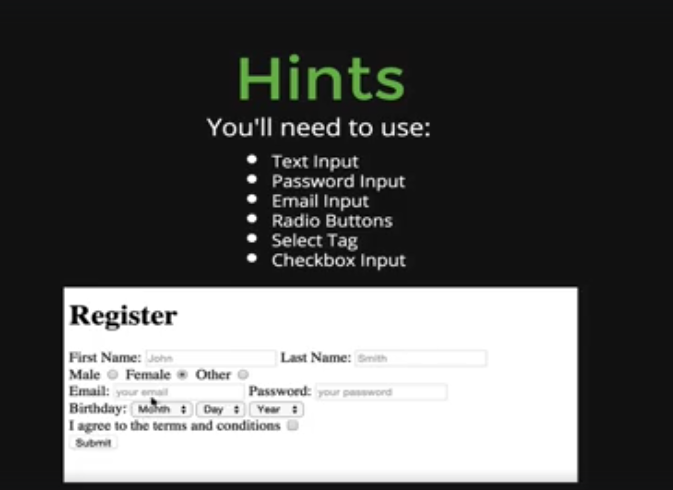 Hints
You'll need to use:
Text Input
Password Input
Email Input
Radio Buttons
Select Tag
Checkbox Input
Register
First Name: John Last Name: Smith
Male Female Other
Email: your email Password: your password
Birthday: Month Day Year
I agree to the terms and conditions
Submit